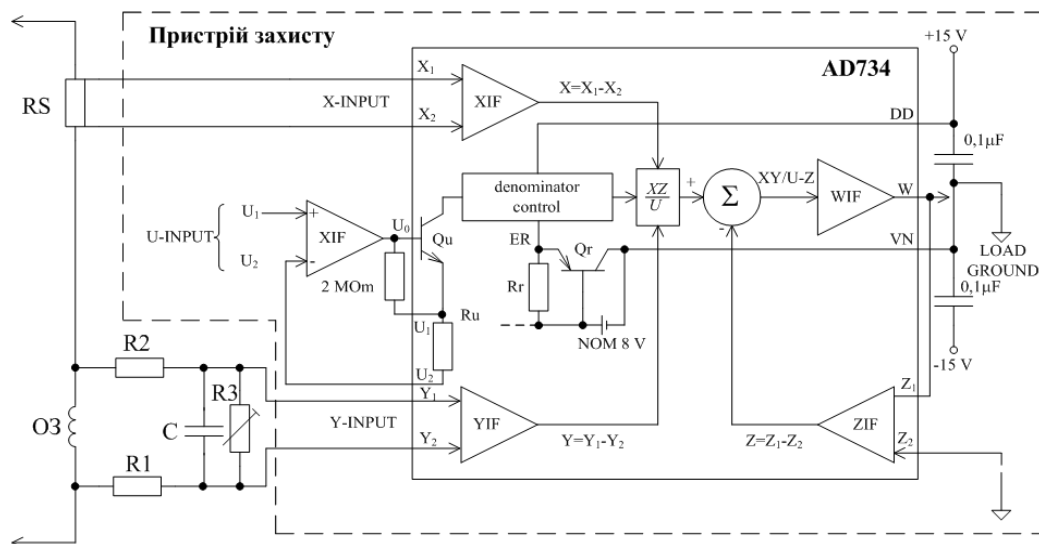 Пристрій захисту
+15 V
AD734
RS
X₁
X-INPUT
X₂
XIF
X=X₁-X₂
DD
0,1µF
denominator
control
XZ
U
+
Σ
-
XY/U-Z
WIF
W
U-INPUT
U₁
U₂
+
-
XIF
U₀
Qu
2 MOm
ER
Qr
Rr
VN
LOAD
GROUND
0,1µF
U₁
Ru
U₂
NOM 8 V
-15 V
R2
R3
C
ОЗ
R1
Y₁
Y-INPUT
Y₂
YIF
Y=Y₁-Y₂
Z=Z₁-Z₂
ZIF
Z₁
Z₂